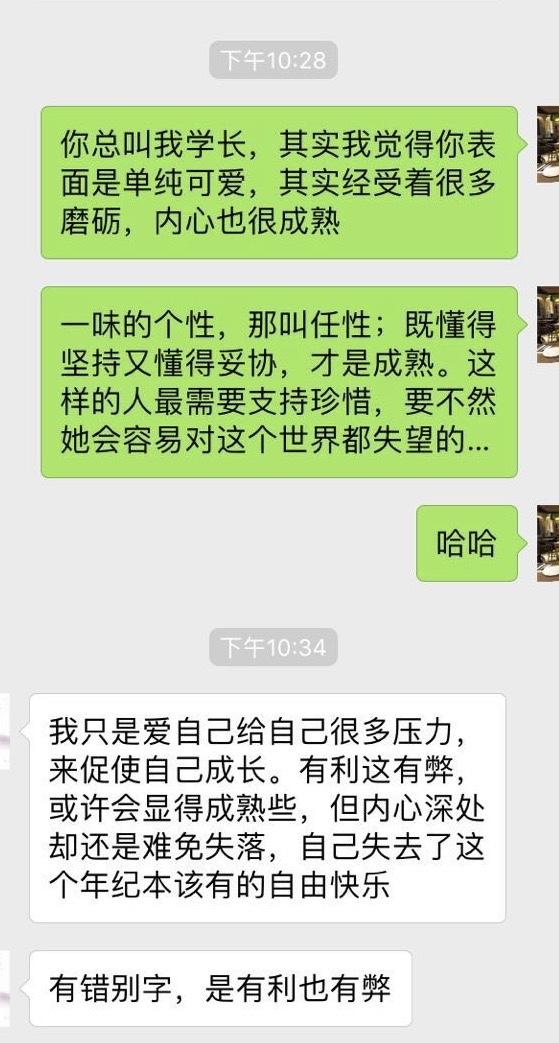 下午10:28
你总叫我学长，其实我觉得你表
面是单纯可爱，其实经受着很多
磨砺，内心也很成熟
一味的个性，那叫任性；既懂得
坚持又懂得妥协，才是成熟。这
样的人最需要支持珍惜，要不然
她会容易对这个世界都失望的...
哈哈
下午10:34
我只是爱自己给自己很多压力，
来促使自己成长。有利这有弊，
或许会显得成熟些，但内心深处
却还是难免失落，自己失去了这
个年纪本该有的自由快乐
有错别字，是有利也有弊